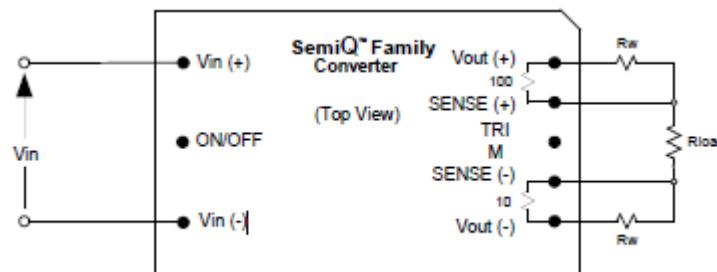 SemiQ™ Family
Converter
(Top View)
Vin (+)
ON/OFF
Vin (-)
Vin
Vout (+)
100
SENSE (+)
TRI
M
SENSE (-)
10
Vout (-)
Rw
Rloa
Rw